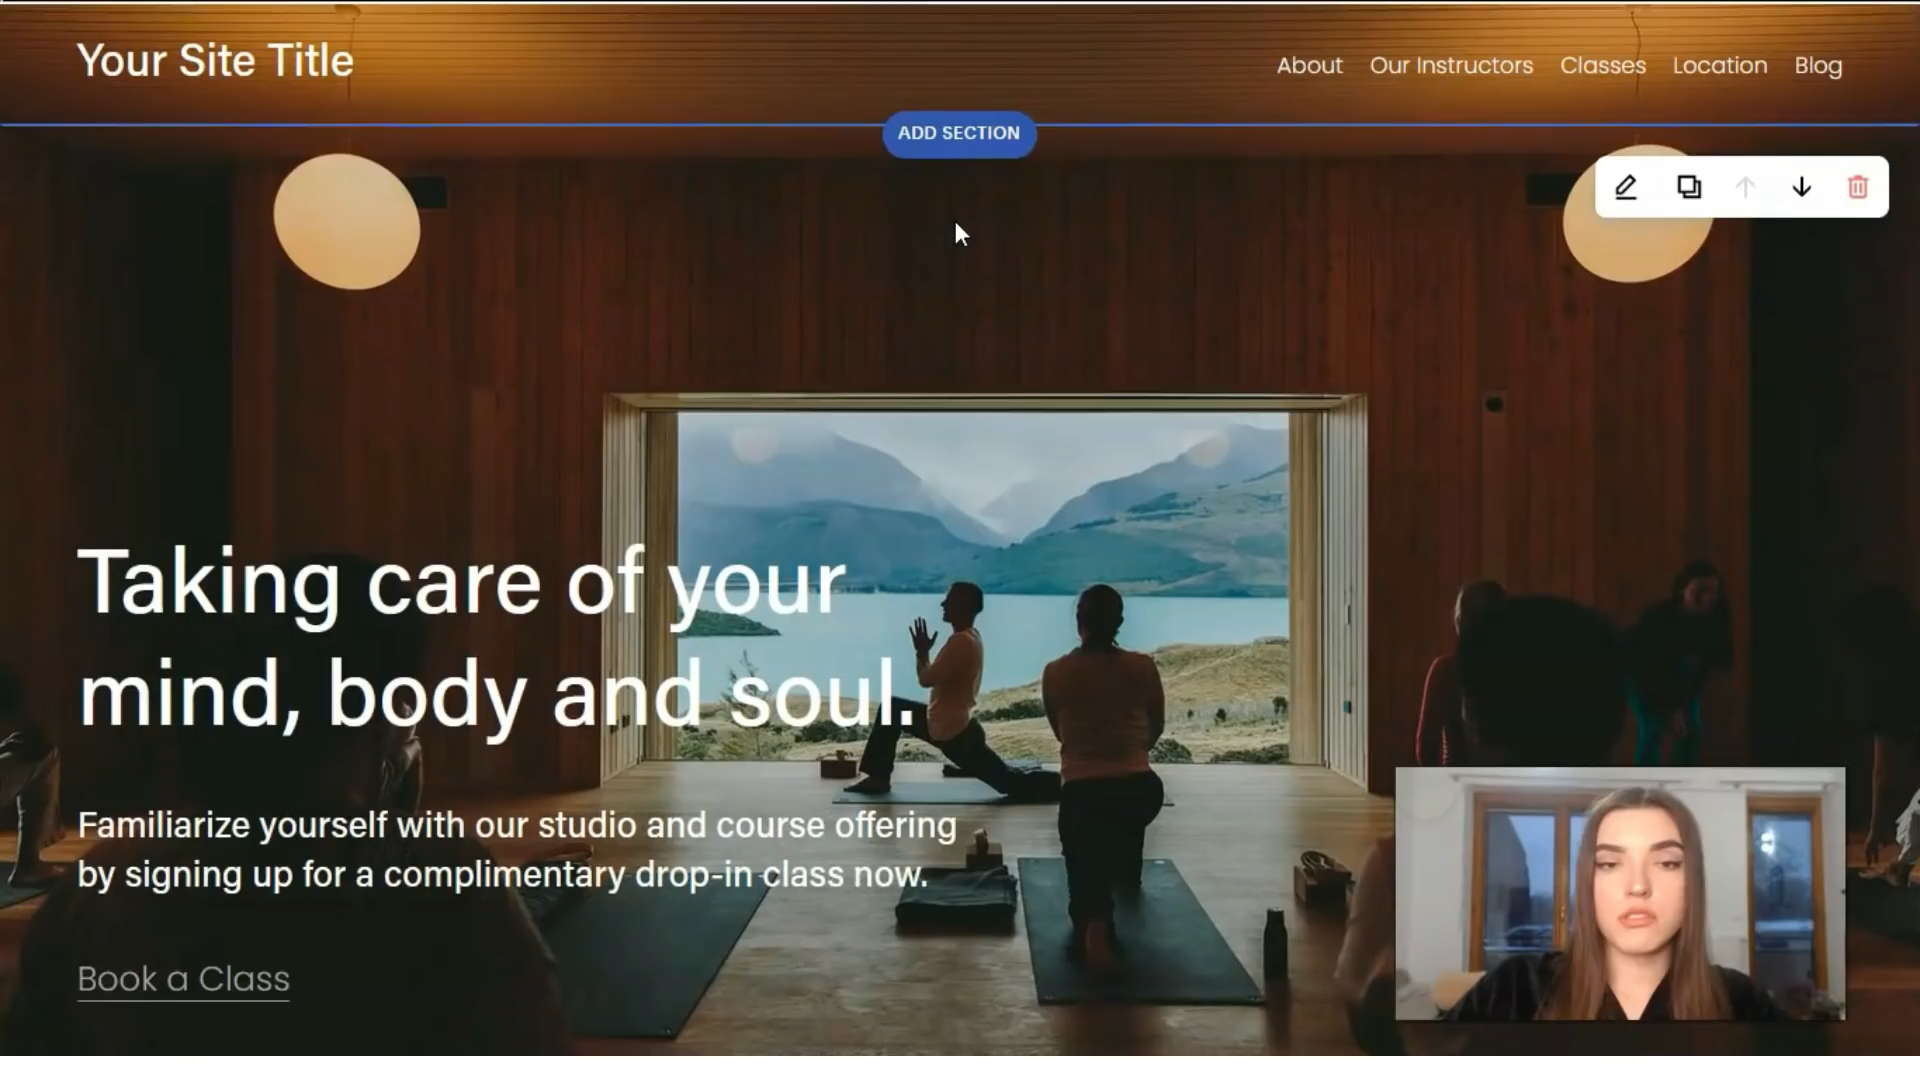 Your Site Title
About Our Instructors Classes Location Blog
ADD SECTION
Taking care of your
mind, body and soul.
Familiarize yourself with our studio and course offering
by signing up for a complimentary drop-in class now.
Book a Class